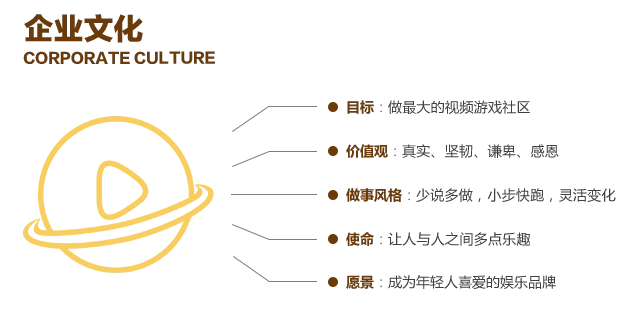 企业文化
CORPORATE CULTURE
目标：做最大的视频游戏社区
价值观：真实、坚韧、谦卑、感恩
做事风格：少说多做，小步快跑，灵活变化
使命：让人与人之间多点乐趣
愿景：成为年轻人喜爱的娱乐品牌